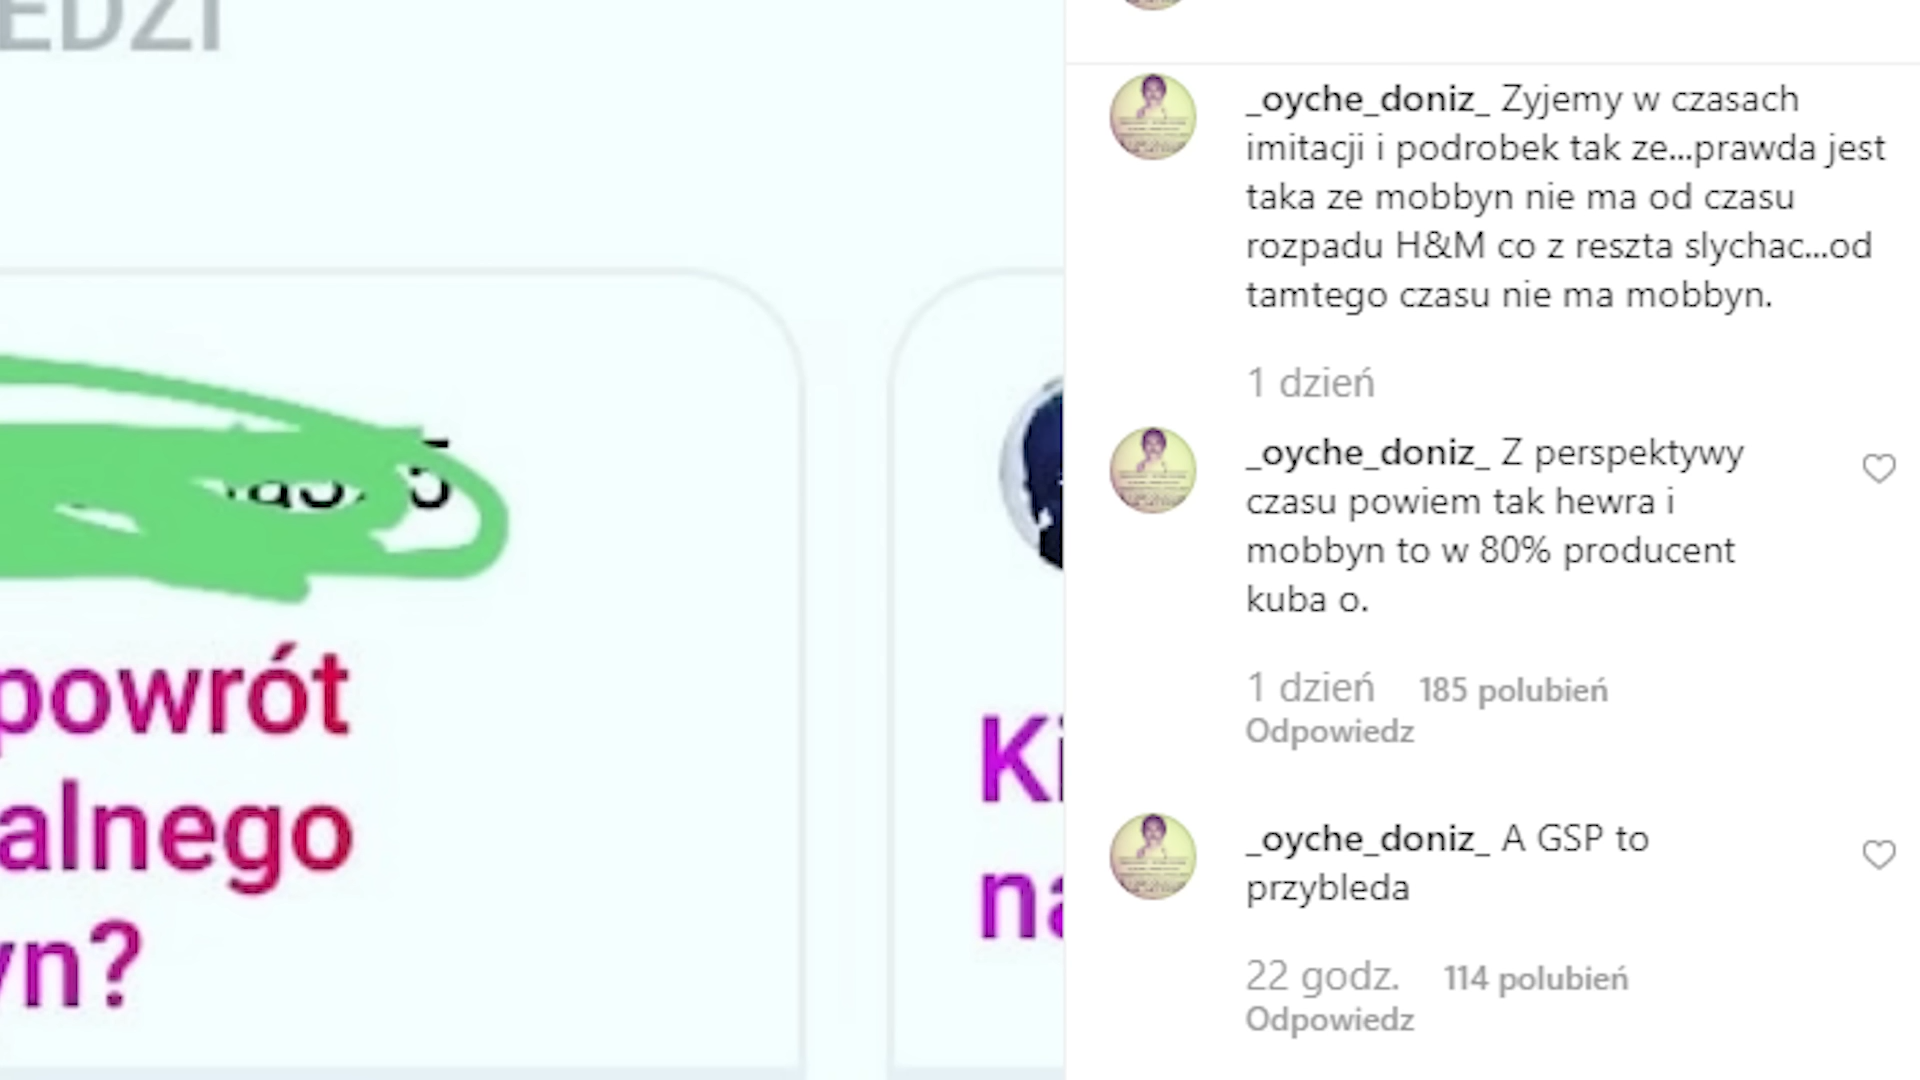 EDZI
powrót
alnego
yn?
Ki
na
_oyche_doniz_ Zyjemy w czasach
imitacji i podrobek tak ze...prawda jest
taka ze mobbyn nie ma od czasu
rozpadu H&M co z reszta slychac...od
tamtego czasu nie ma mobbyn.
1 dzień
_oyche_doniz_ Z perspektywy
czasu powiem tak hewra i
mobbyn to w 80% producent
kuba o.
1 dzień 185 polubień
Odpowiedz
_oyche_doniz_ A GSP to
przybleda
22 godz. 114 polubień
Odpowiedz